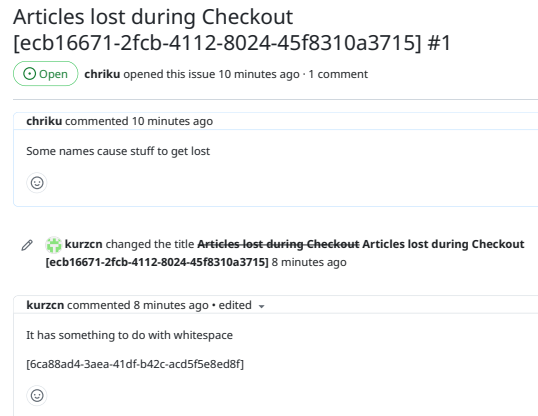 Articles lost during Checkout
[ecb16671-2fcb-4112-8024-45f8310a3715] #1
Open chriku opened this issue 10 minutes ago · 1 comment
chriku commented 10 minutes ago
Some names cause stuff to get lost
kurzcn changed the title Articles lost during Checkout Articles lost during Checkout
[ecb16671-2fcb-4112-8024-45f8310a3715] 8 minutes ago
kurzcn commented 8 minutes ago • edited
It has something to do with whitespace
[6ca88ad4-3aea-41df-b42c-acd5f5e8ed8f]